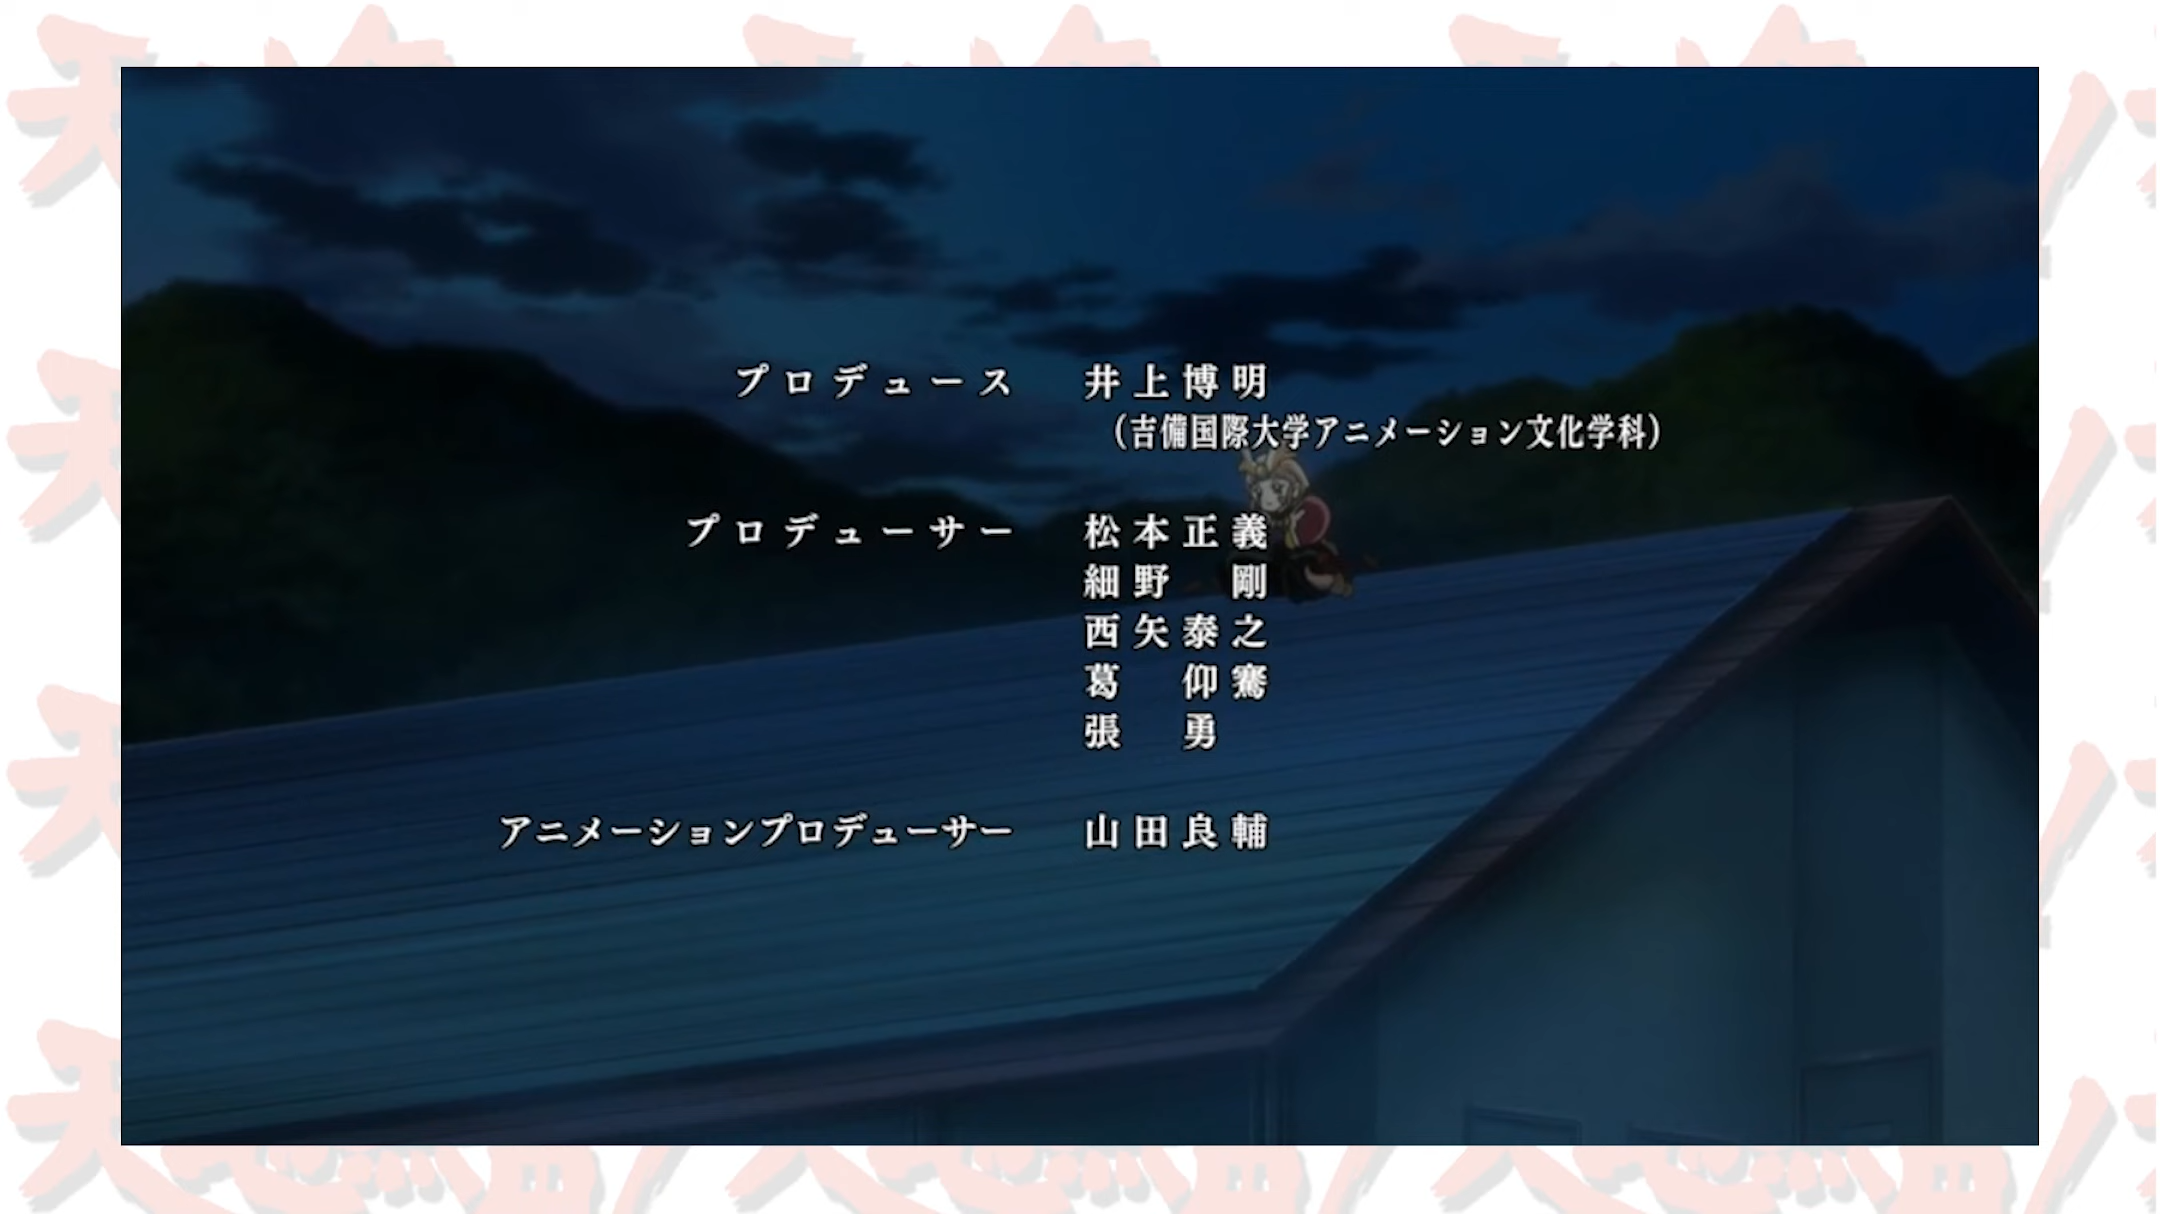 プロデュース 井上博明
(吉備国際大学アニメーション文化学科)
プロデューサー 松本正義
細野 剛
西矢泰之
葛 仰騫
張 勇
アニメーションプロデューサー 山田良輔